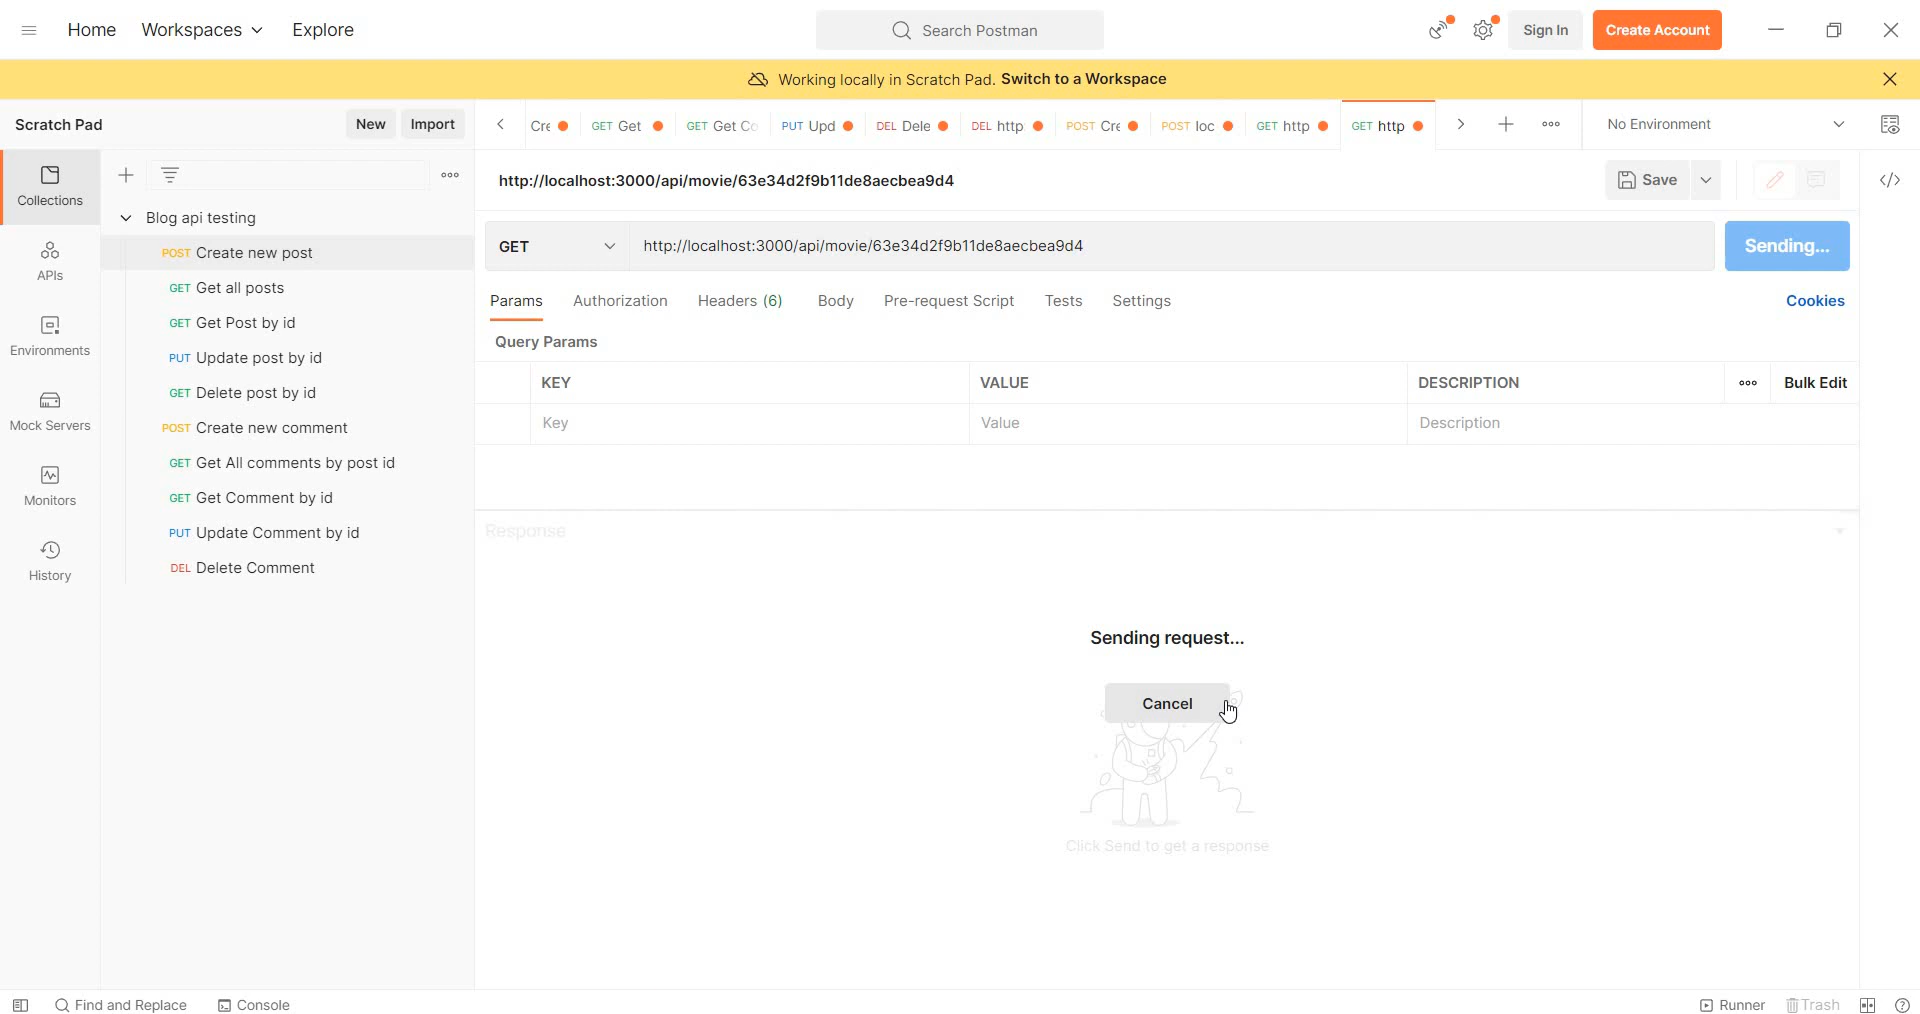 Home Workspaces Explore Search Postman Sign In Create Account
Working locally in Scratch Pad. Switch to a Workspace
Scratch Pad New Import
Cre GET Get GET Get Co PUT Upd DEL Dele DEL http POST Cre POST loc GET http GET http No Environment
Collections
APIs
Environments
Mock Servers
Monitors
History
Blog api testing
POST Create new post
GET Get all posts
GET Get Post by id
PUT Update post by id
GET Delete post by id
POST Create new comment
GET Get All comments by post id
GET Get Comment by id
PUT Update Comment by id
DEL Delete Comment
http://localhost:3000/api/movie/63e34d2f9b11de8aecbea9d4 Save
GET http://localhost:3000/api/movie/63e34d2f9b11de8aecbea9d4 Sending...
Params Authorization Headers (6) Body Pre-request Script Tests Settings Cookies
Query Params
KEY VALUE DESCRIPTION Bulk Edit
Key Value Description
Response
Sending request...
Cancel
Click Send to get a response
Find and Replace Console Runner Trash